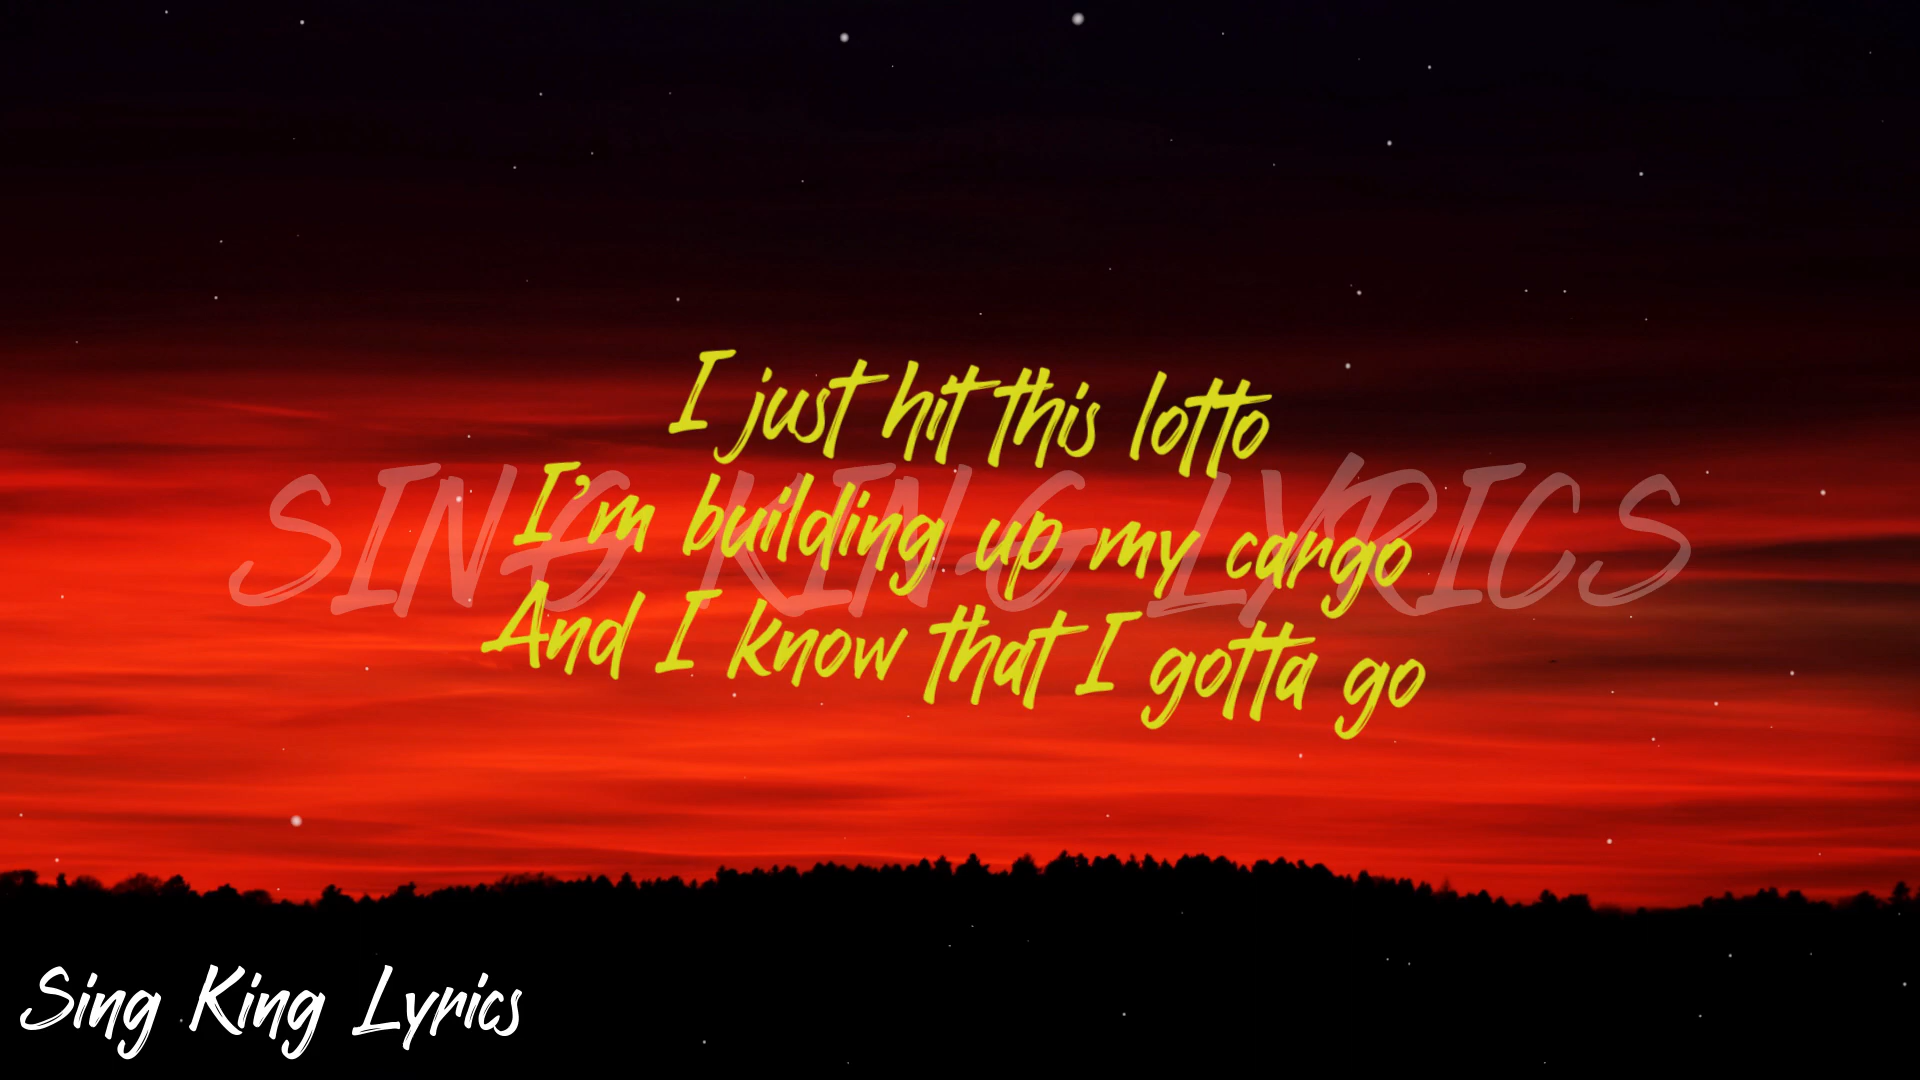 I just hit this lotto
SING KING LYRICS
I'm building up my cargo
And I know that I gotta go
Sing King Lyrics